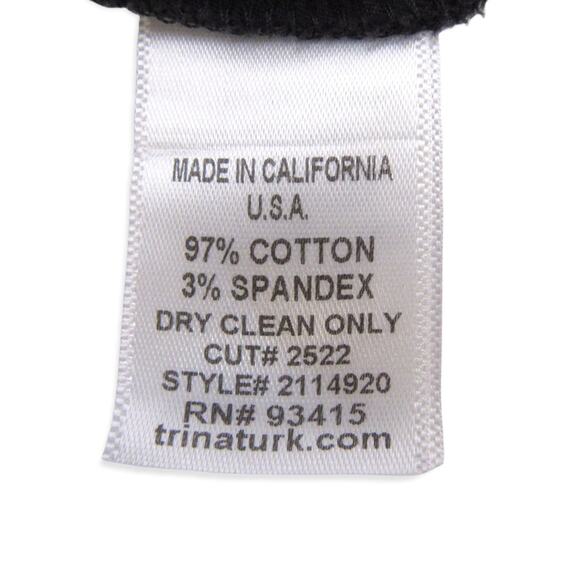 MADE IN CALIFORNIA
U.S.A.
97% COTTON
3% SPANDEX
DRY CLEAN ONLY
CUT# 2522
STYLE# 2114920
RN# 93415
trinaturk.com